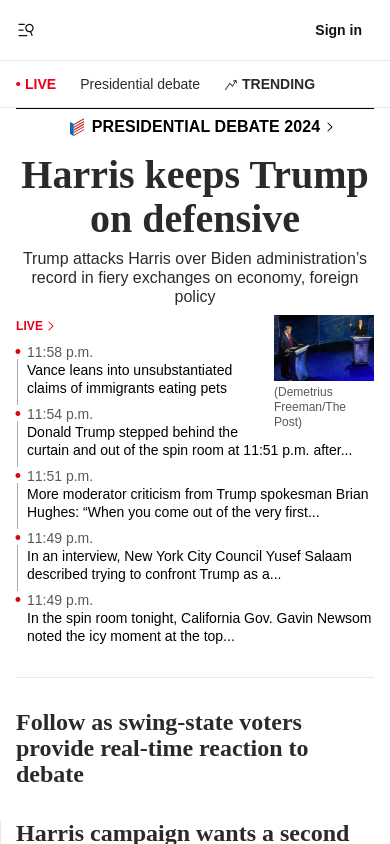 Sign in
LIVE
Presidential debate
TRENDING
PRESIDENTIAL DEBATE 2024
Harris keeps Trump
on defensive
Trump attacks Harris over Biden administration’s
record in fiery exchanges on economy, foreign
policy
LIVE
11:58 p.m.
Vance leans into unsubstantiated
claims of immigrants eating pets
(Demetrius
Freeman/The
Post)
11:54 p.m.
Donald Trump stepped behind the
curtain and out of the spin room at 11:51 p.m. after...
11:51 p.m.
More moderator criticism from Trump spokesman Brian
Hughes: “When you come out of the very first...
11:49 p.m.
In an interview, New York City Council Yusef Salaam
described trying to confront Trump as a...
11:49 p.m.
In the spin room tonight, California Gov. Gavin Newsom
noted the icy moment at the top...
Follow as swing-state voters
provide real-time reaction to
debate
Harris campaign wants a second